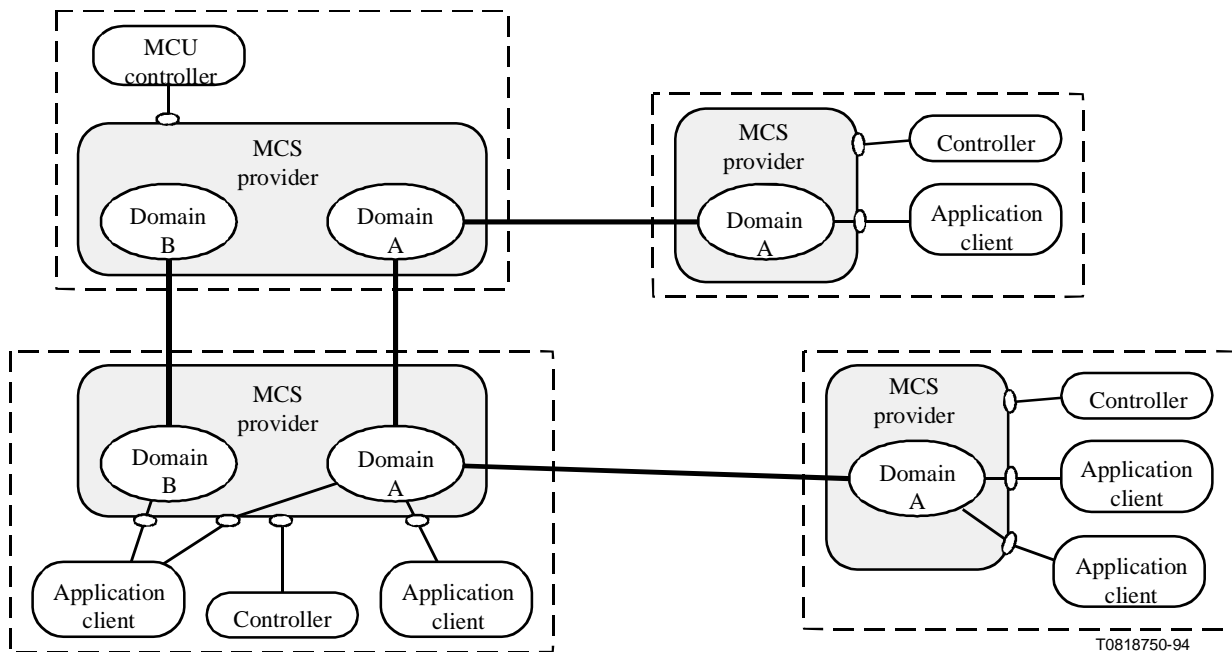 MCU
controller
MCS
provider
Domain
B
Domain
A
MCS
provider
Domain
A
Controller
Application
client
MCS
provider
Domain
B
Domain
A
Application
client
Controller
Application
client
MCS
provider
Domain
A
Controller
Application
client
Application
client
T0818750-94